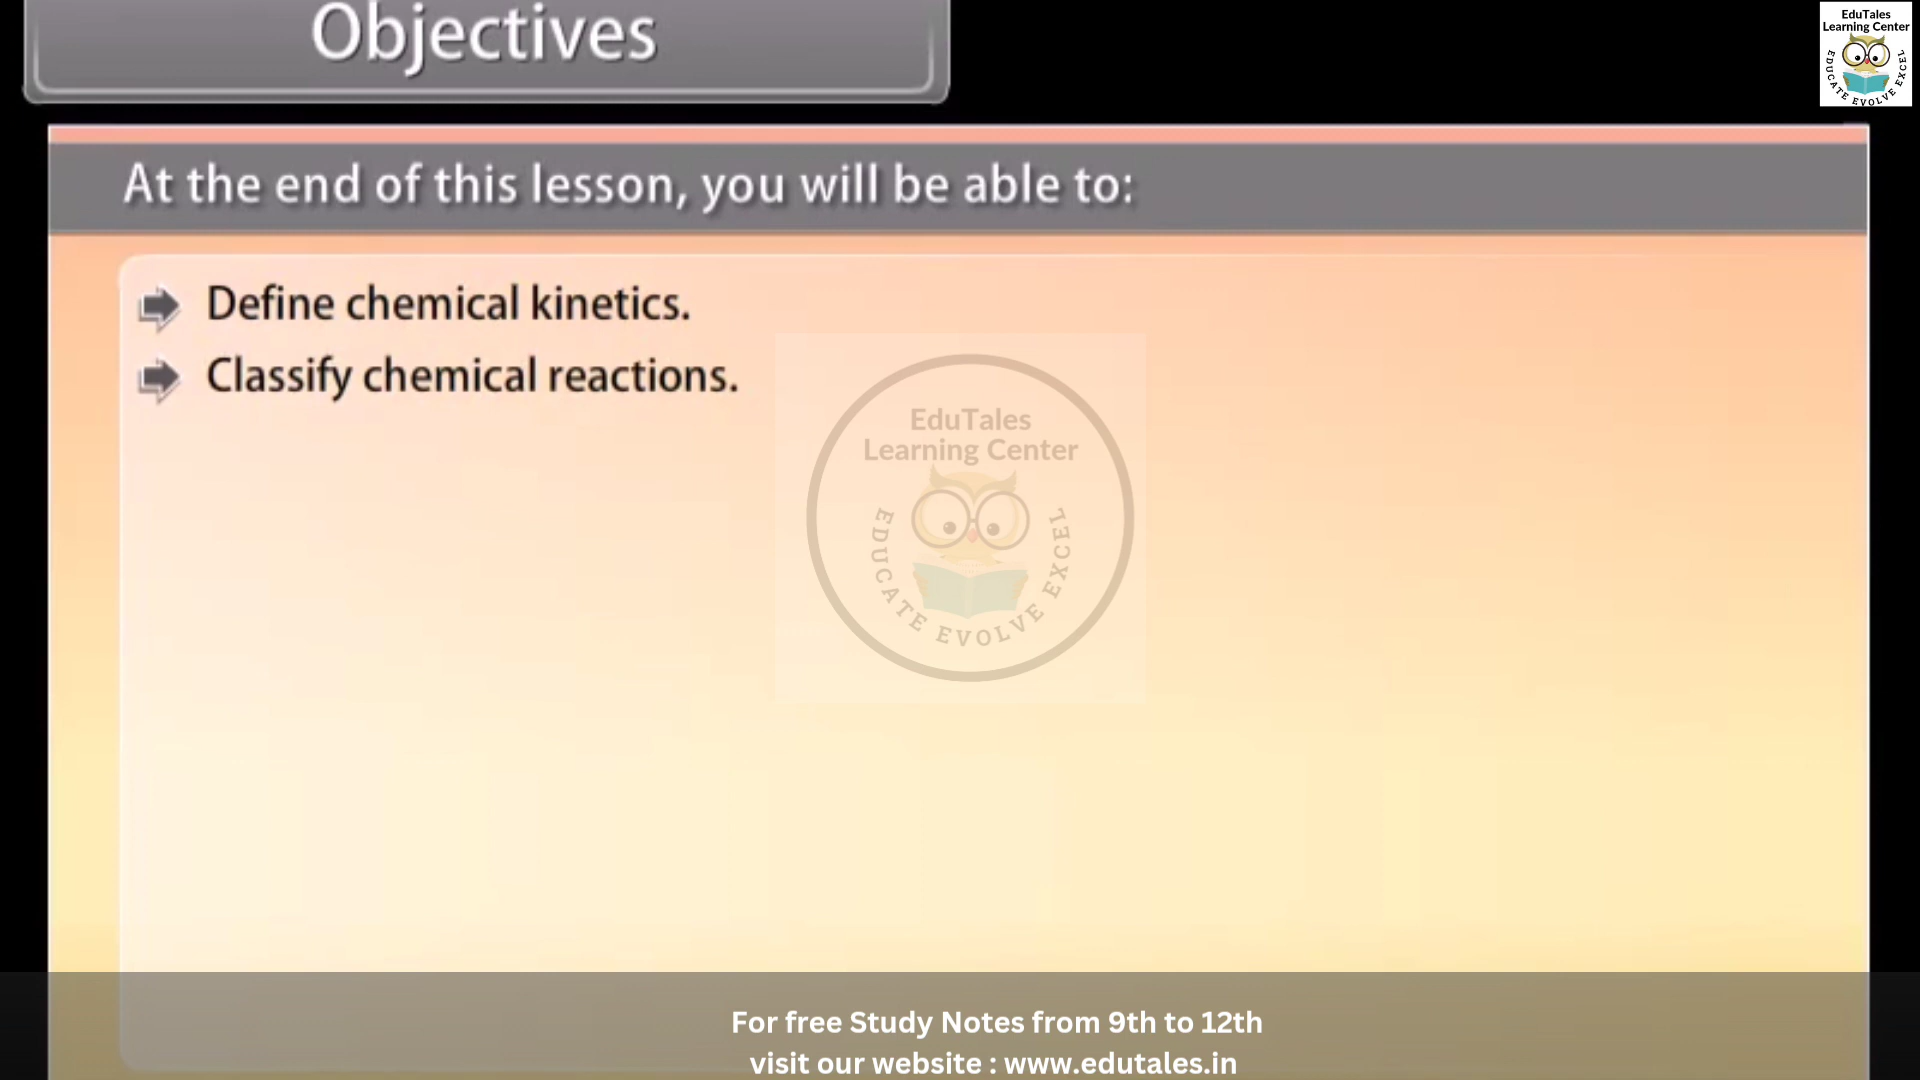 Objectives
EduTales
Learning Center
EDUCATE EVOLVE EXCEL
At the end of this lesson, you will be able to:
Define chemical kinetics.
Classify chemical reactions.
EduTales
Learning Center
EDUCATE EVOLVE EXCEL
For free Study Notes from 9th to 12th
visit our website : www.edutales.in